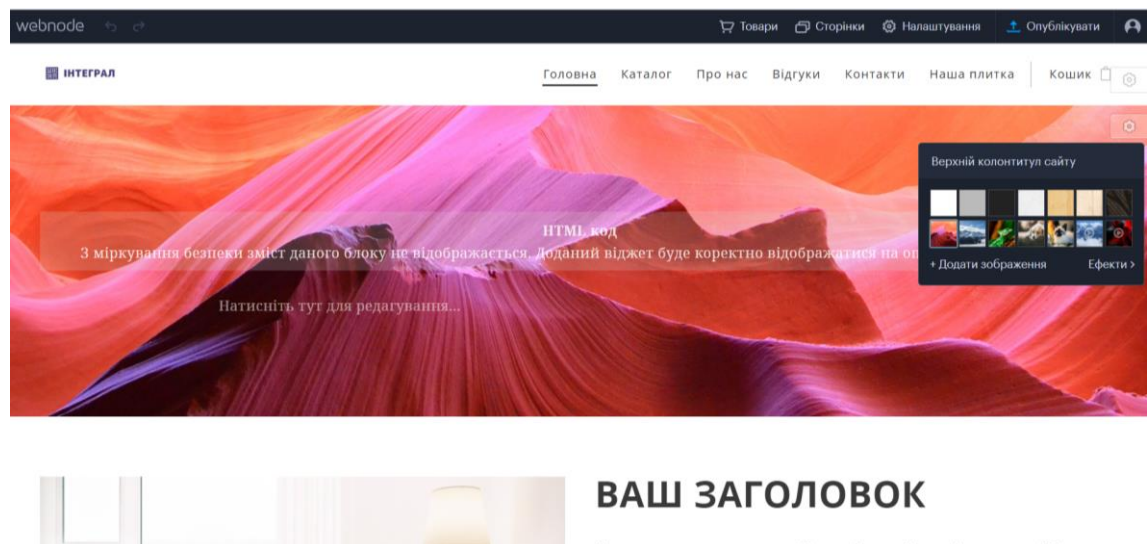 webnode Товари Сторінки Налаштування Опублікувати
ІНТЕГРАЛ Головна Каталог Про нас Відгуки Контакти Наша плитка Кошик
Верхній колонтитул сайту
HTML код
З міркування безпеки зміст даного блоку не відображається. Доданий віджет буде коректно відображатися на оп
+ Додати зображення Ефекти >
Натисніть тут для редагування...
ВАШ ЗАГОЛОВОК